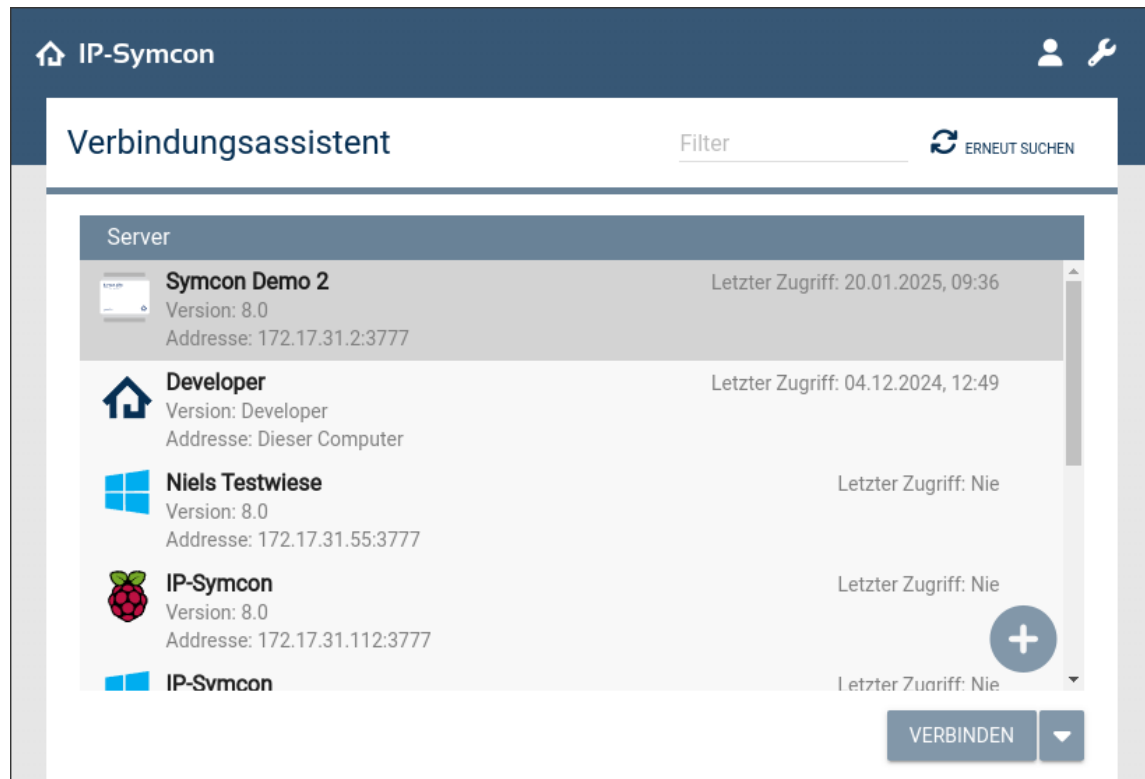 IP-Symcon
Verbindungsassistent
Filter
ERNEUT SUCHEN
Server
Symcon Demo 2
Letzter Zugriff: 20.01.2025, 09:36
Version: 8.0
Addresse: 172.17.31.2:3777
Developer
Letzter Zugriff: 04.12.2024, 12:49
Version: Developer
Addresse: Dieser Computer
Niels Testwiese
Letzter Zugriff: Nie
Version: 8.0
Addresse: 172.17.31.55:3777
IP-Symcon
Letzter Zugriff: Nie
Version: 8.0
Addresse: 172.17.31.112:3777
IP-Symcon
Letzter Zugriff: Nie
VERBINDEN